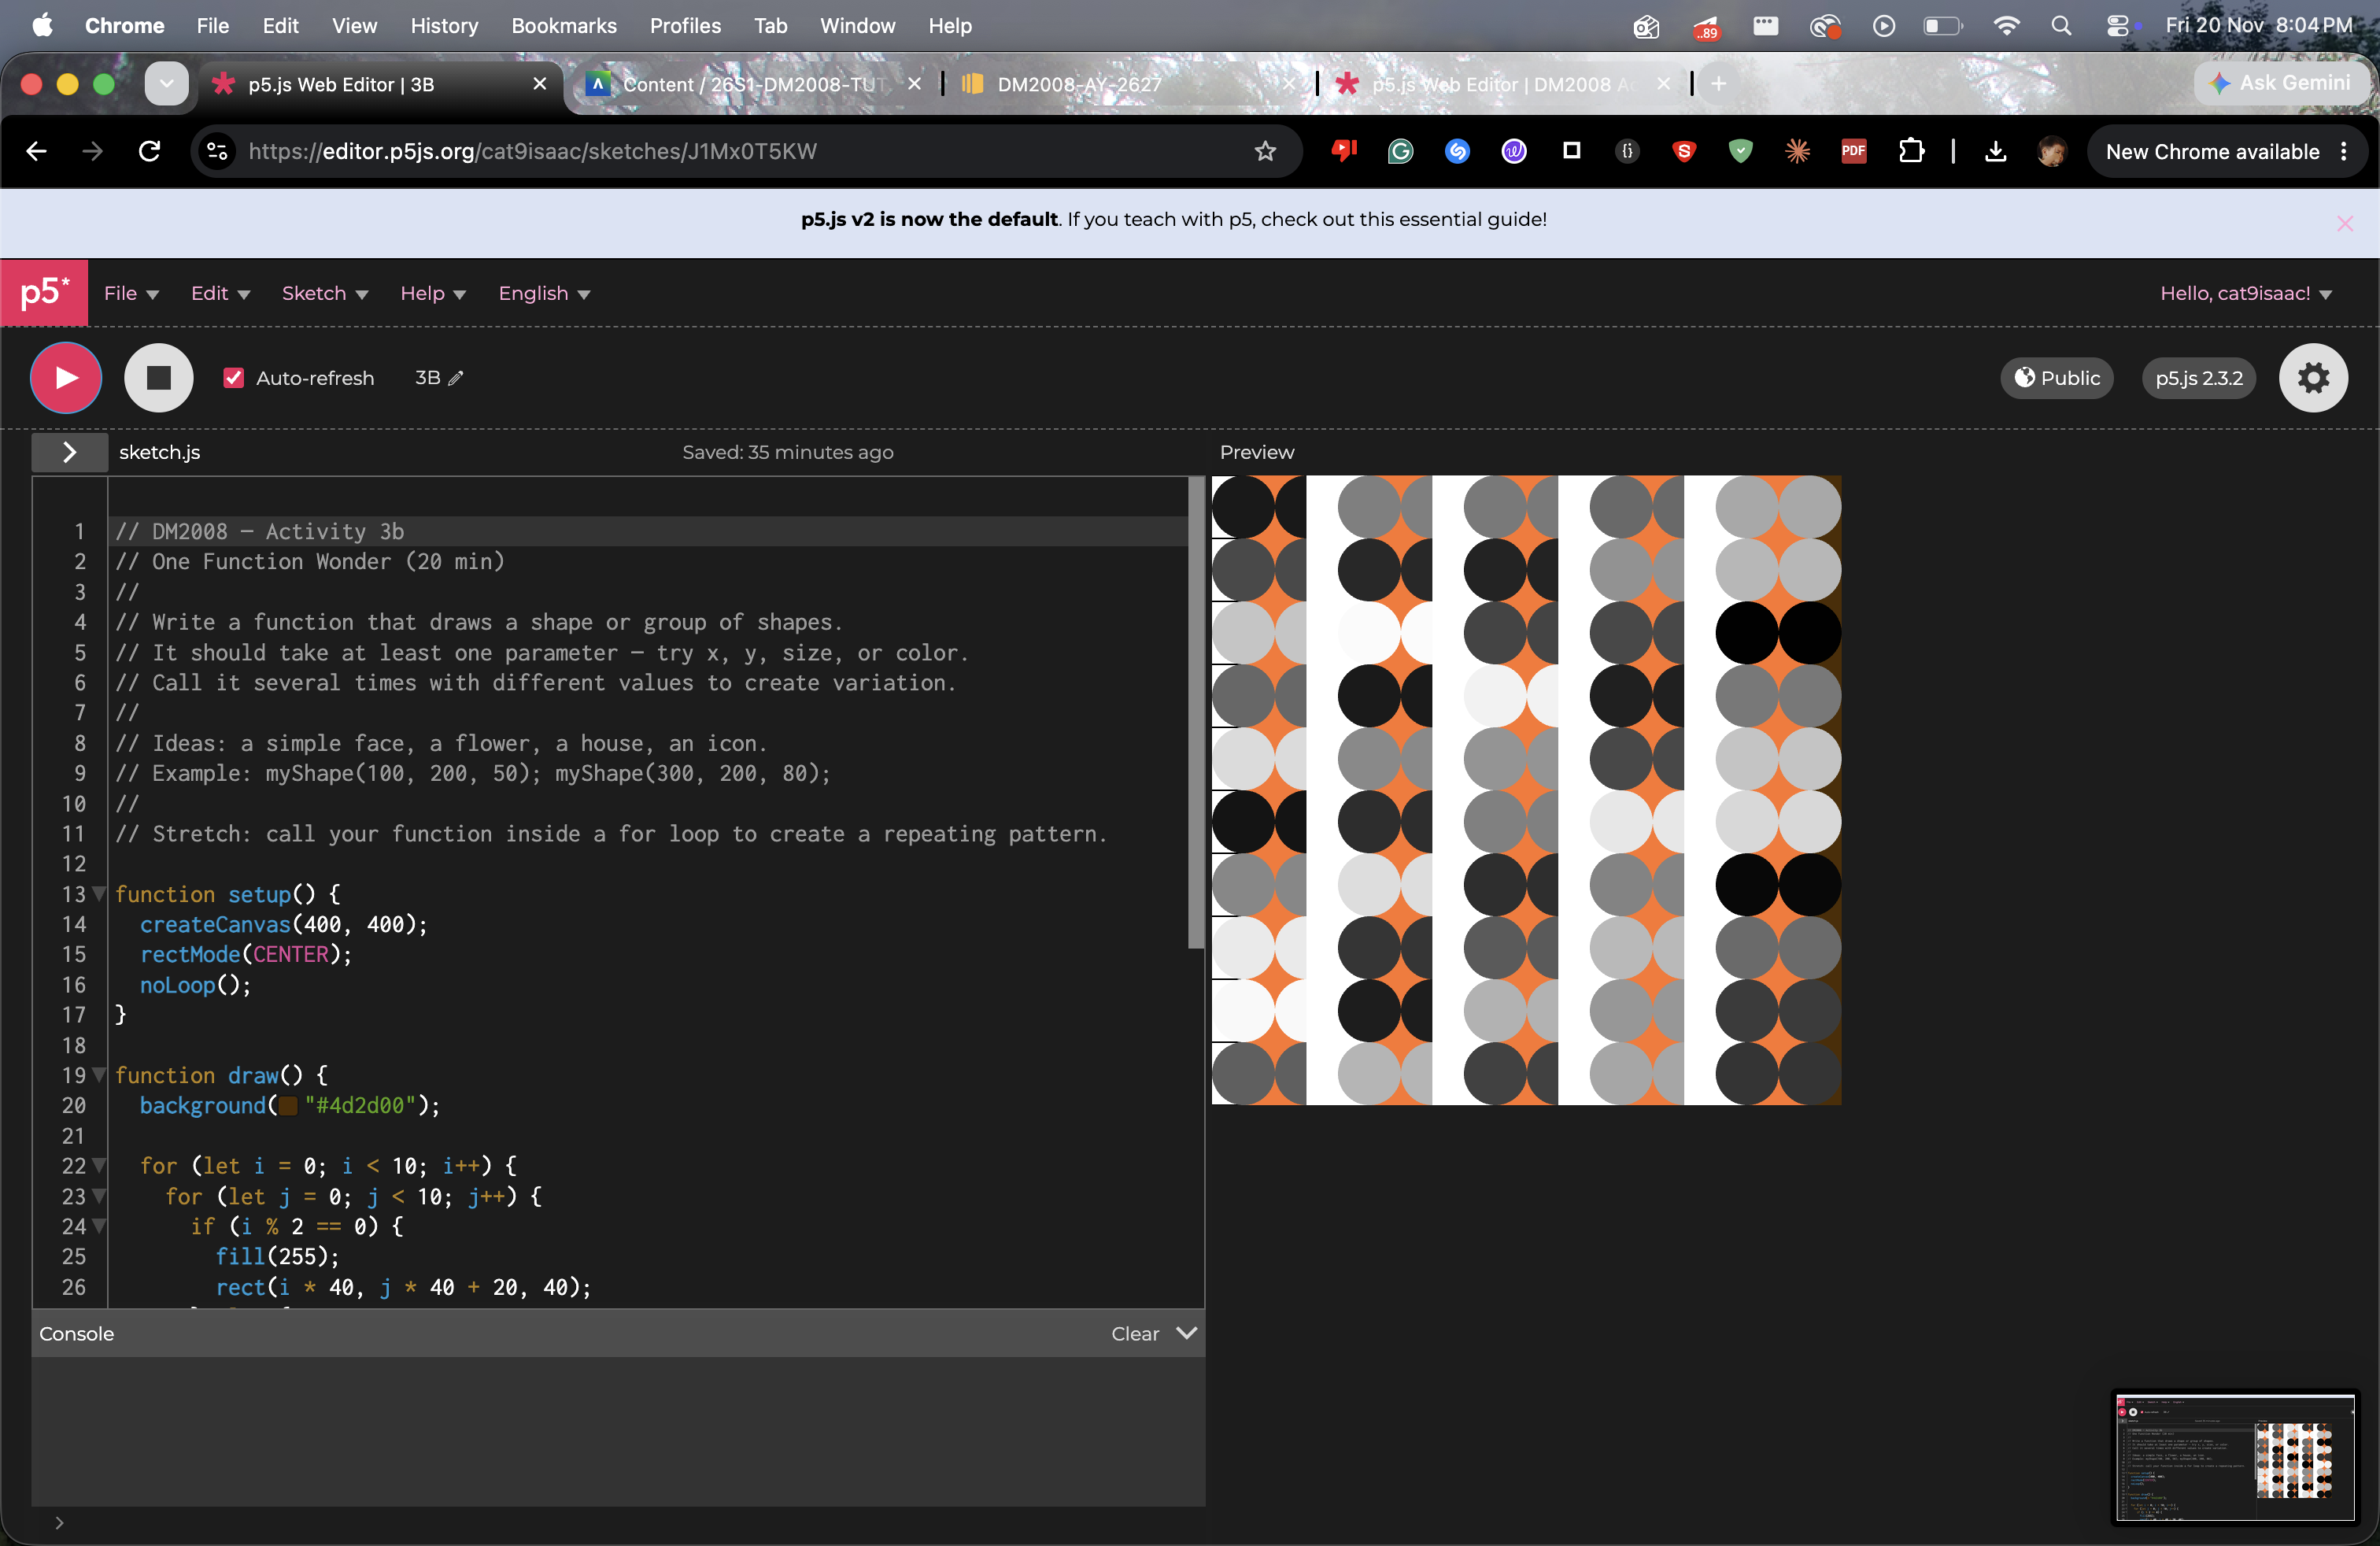 Chrome File Edit View History Bookmarks Profiles Tab Window Help ..89 Fri 20 Nov 8:04 PM
p5.js Web Editor | 3B Content / 26S1-DM2008-TUT DM2008-AY-2627 p5.js Web Editor | DM2008 A Ask Gemini
https://editor.p5js.org/cat9isaac/sketches/J1Mx0T5KW PDF New Chrome available
p5.js v2 is now the default. If you teach with p5, check out this essential guide!
p5* File Edit Sketch Help English Hello, cat9isaac!
Auto-refresh 3B Public p5.js 2.3.2
sketch.js Saved: 35 minutes ago Preview
1 // DM2008 – Activity 3b
2 // One Function Wonder (20 min)
3 //
4 // Write a function that draws a shape or group of shapes.
5 // It should take at least one parameter – try x, y, size, or color.
6 // Call it several times with different values to create variation.
7 //
8 // Ideas: a simple face, a flower, a house, an icon.
9 // Example: myShape(100, 200, 50); myShape(300, 200, 80);
10 //
11 // Stretch: call your function inside a for loop to create a repeating pattern.
12
13 function setup() {
14 createCanvas(400, 400);
15 rectMode(CENTER);
16 noLoop();
17 }
18
19 function draw() {
20 background("#4d2d00");
21
22 for (let i = 0; i < 10; i++) {
23 for (let j = 0; j < 10; j++) {
24 if (i % 2 == 0) {
25 fill(255);
26 rect(i * 40, j * 40 + 20, 40);
Console Clear